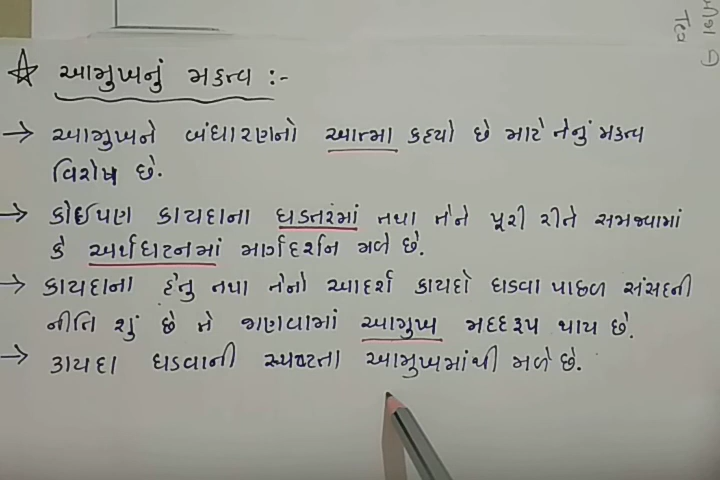 ☆ આમુખનું મહત્વ :-
→ આમુખને બંધારણનો આત્મા કહ્યો છે માટે તેનું મહત્વ
વિશેષ છે.
→ કોઈપણ કાયદાના ઘડતરમાં તથા તેને પૂરી રીતે સમજવામાં
કે અર્થઘટનમાં માર્ગદર્શન મળે છે.
→ કાયદાના હેતુ તથા તેનો આદર્શ કાયદો ઘડવા પાછળ સંસદની
નીતિ શું છે તે જાણવામાં આમુખ મદદરૂપ થાય છે.
→ કાયદા ઘડવાની સ્પષ્ટતા આમુખમાંથી મળે છે.